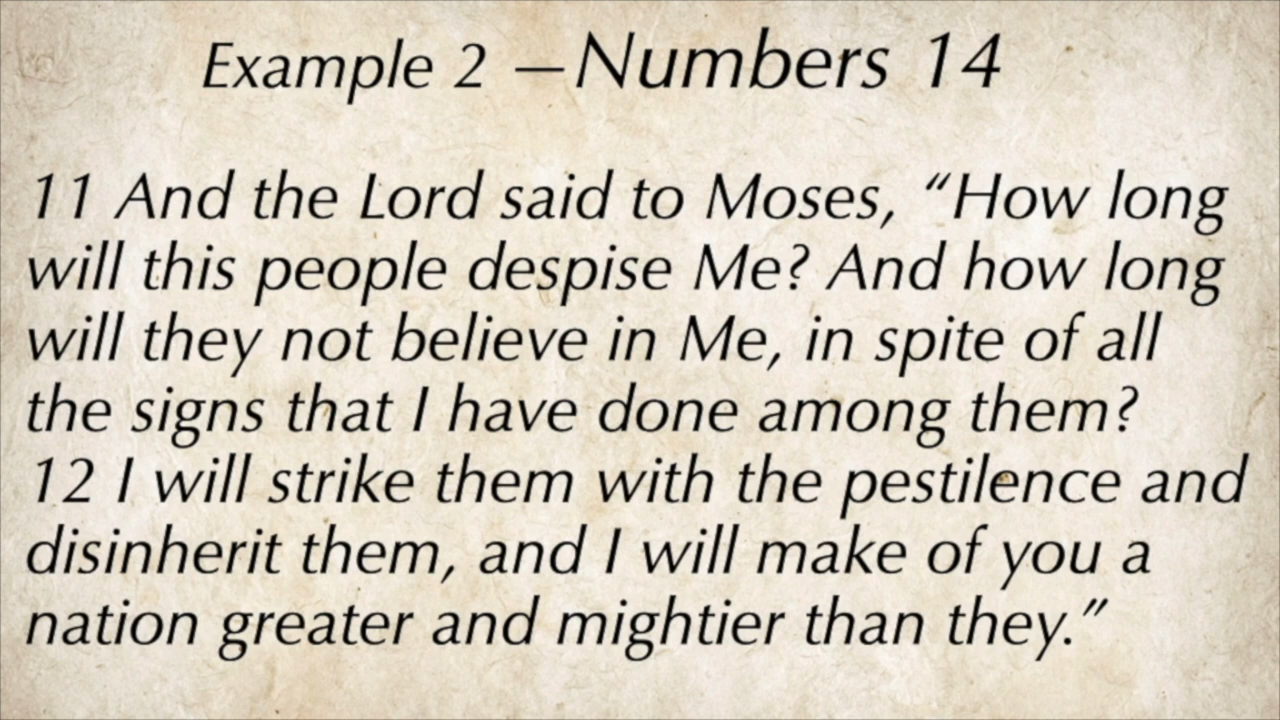 Example 2 —Numbers 14
11 And the Lord said to Moses, “How long
will this people despise Me? And how long
will they not believe in Me, in spite of all
the signs that I have done among them?
12 I will strike them with the pestilence and
disinherit them, and I will make of you a
nation greater and mightier than they.”